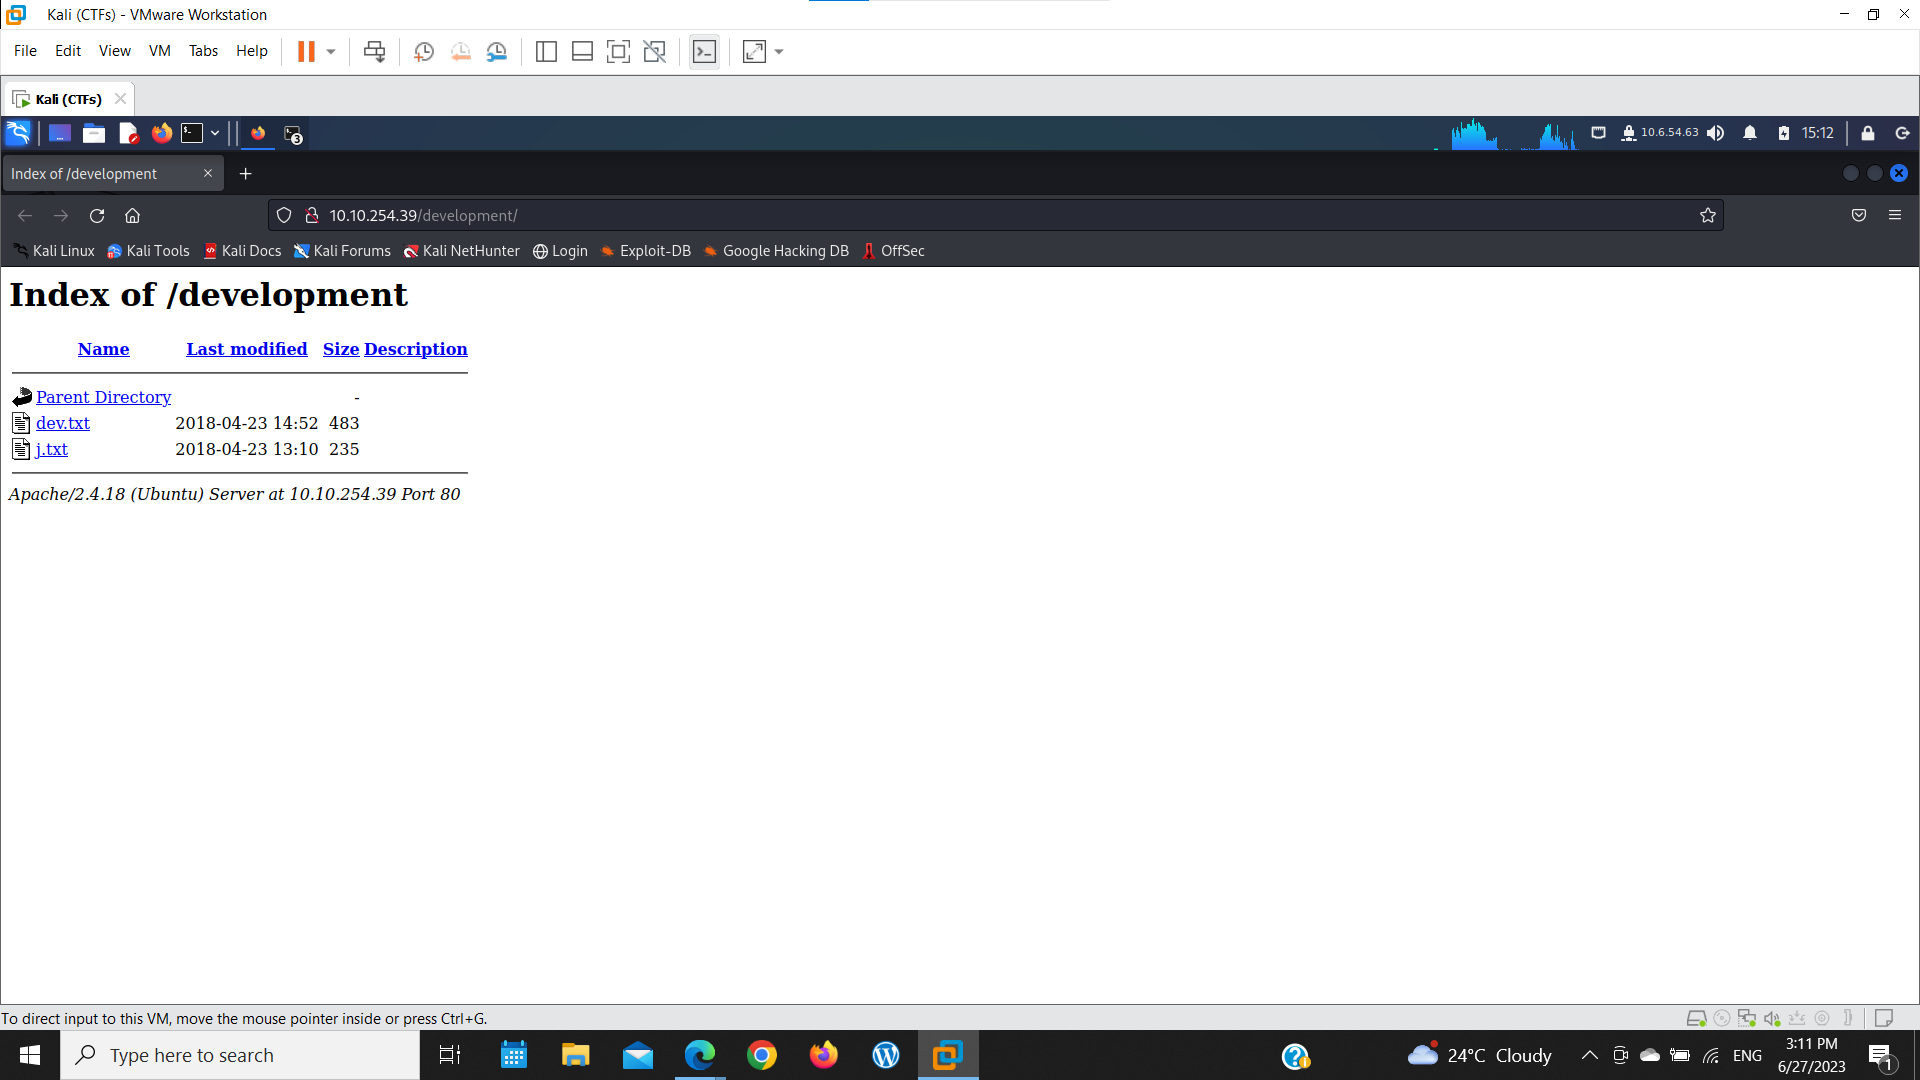 Kali (CTFs) - VMware Workstation
File Edit View VM Tabs Help
Kali (CTFs)
3 10.6.54.63 15:12
Index of /development
10.10.254.39/development/
Kali Linux Kali Tools Kali Docs Kali Forums Kali NetHunter Login Exploit-DB Google Hacking DB OffSec
Index of /development
Name Last modified Size Description
Parent Directory -
dev.txt 2018-04-23 14:52 483
j.txt 2018-04-23 13:10 235
Apache/2.4.18 (Ubuntu) Server at 10.10.254.39 Port 80
To direct input to this VM, move the mouse pointer inside or press Ctrl+G.
Type here to search
24°C Cloudy
ENG
3:11 PM
6/27/2023
1